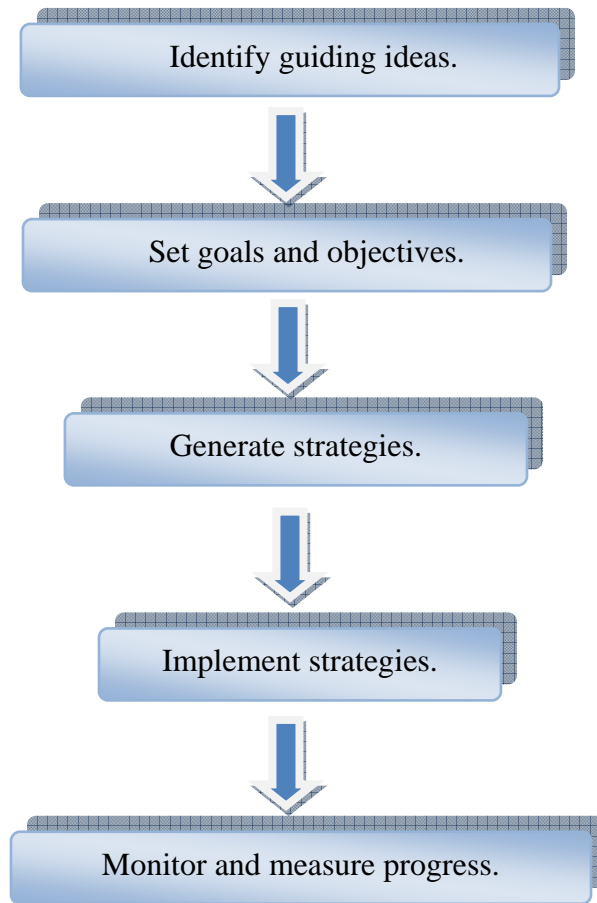 Identify guiding ideas.
Set goals and objectives.
Generate strategies.
Implement strategies.
Monitor and measure progress.